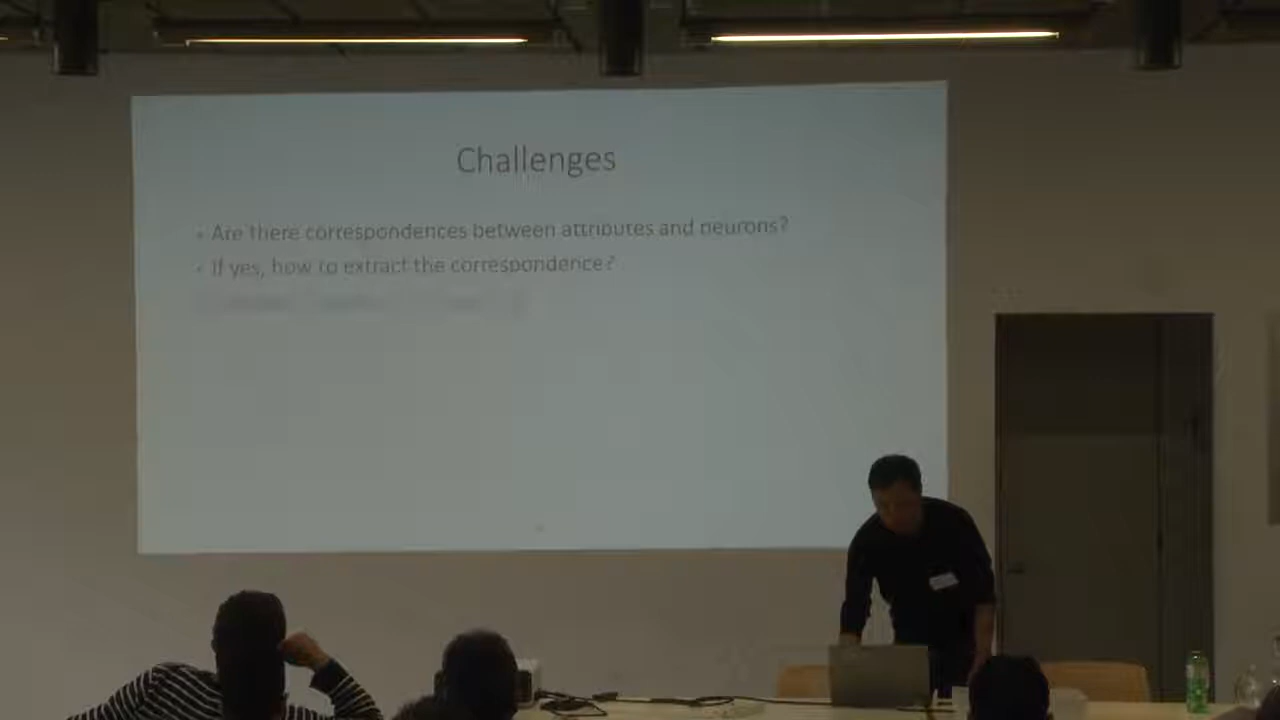 Challenges
• Are there correspondences between attributes and neurons?
• If yes, how to extract the correspondence?